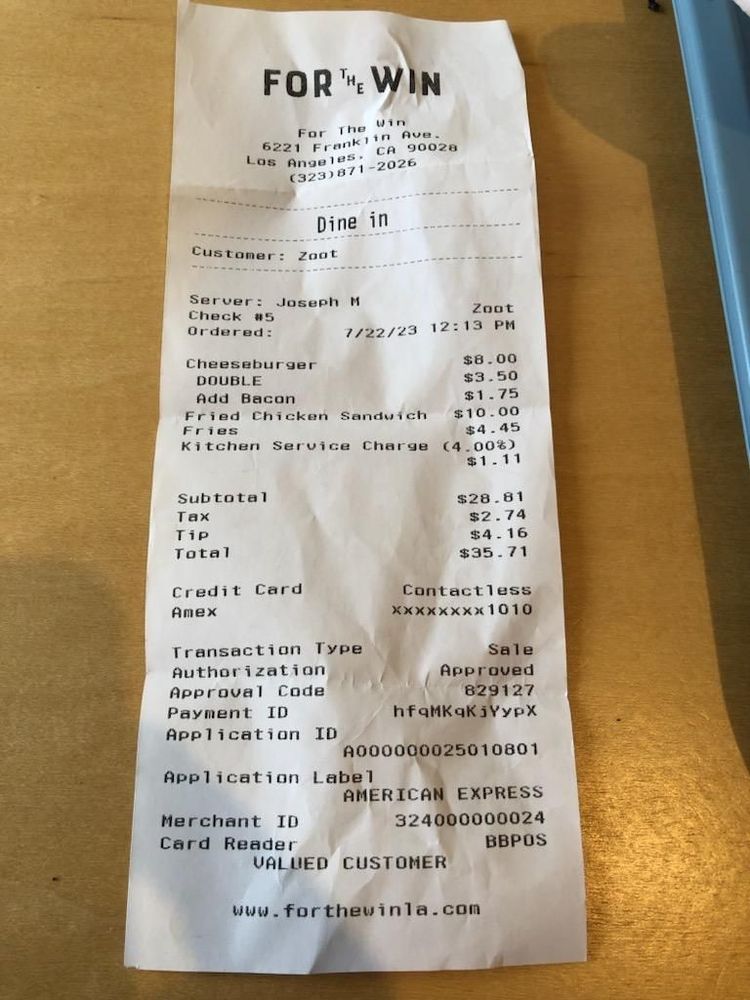 FOR THE WIN
For The Win
6221 Franklin Ave.
Los Angeles, CA 90028
(323)871-2026
Dine in
Customer: Zoot
Server: Joseph M
Check #5 Zoot
Ordered: 7/22/23 12:13 PM
Cheeseburger $8.00
DOUBLE $3.50
Add Bacon $1.75
Fried Chicken Sandwich $10.00
Fries $4.45
Kitchen Service Charge (4.00%)
$1.11
Subtotal $28.81
Tax $2.74
Tip $4.16
Total $35.71
Credit Card Contactless
Amex xxxxxxxx1010
Transaction Type Sale
Authorization Approved
Approval Code 829127
Payment ID hfqMKqKjYypX
Application ID
A000000025010801
Application Label
AMERICAN EXPRESS
Merchant ID 324000000024
Card Reader BBPOS
VALUED CUSTOMER
www.forthewinla.com